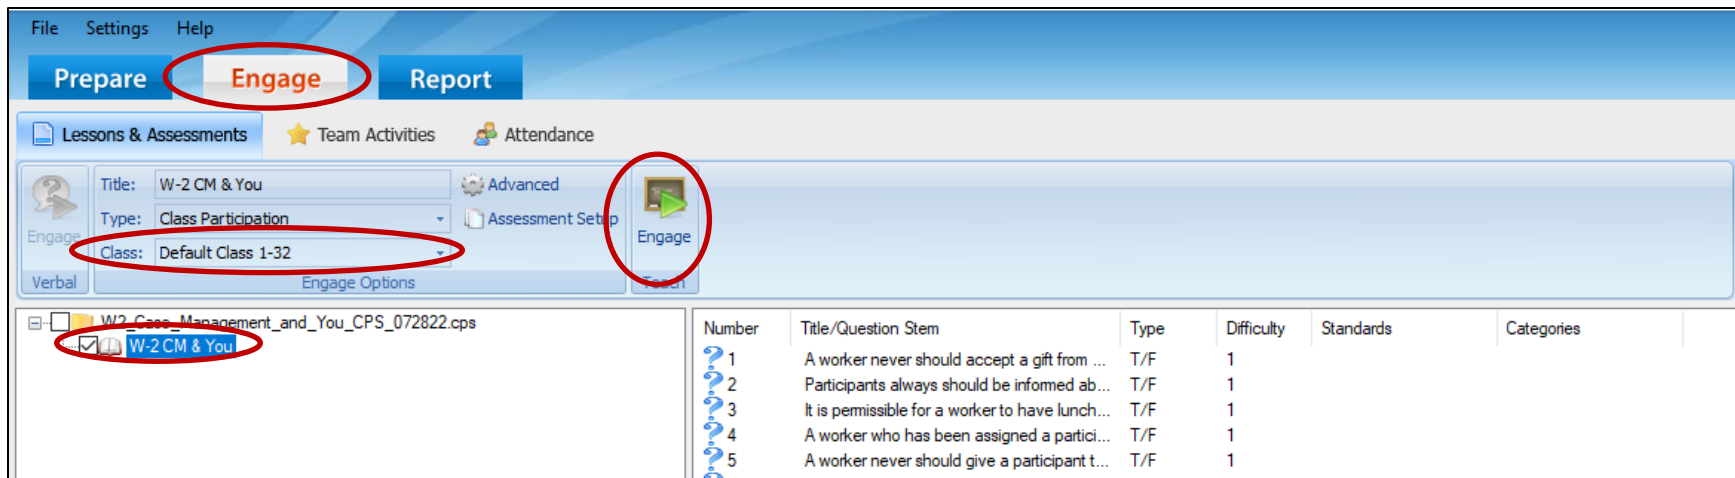 File Settings Help
Prepare Engage Report
Lessons & Assessments Team Activities Attendance
Title: W-2 CM & You Advanced
Type: Class Participation Assessment Setup
Engage Class: Default Class 1-32 Engage
Verbal Engage Options Teach
W2_Case_Management_and_You_CPS_072822.cps
W-2 CM & You
Number Title/Question Stem Type Difficulty Standards Categories
1 A worker never should accept a gift from ... T/F 1
2 Participants always should be informed ab... T/F 1
3 It is permissible for a worker to have lunch... T/F 1
4 A worker who has been assigned a partici... T/F 1
5 A worker never should give a participant t... T/F 1